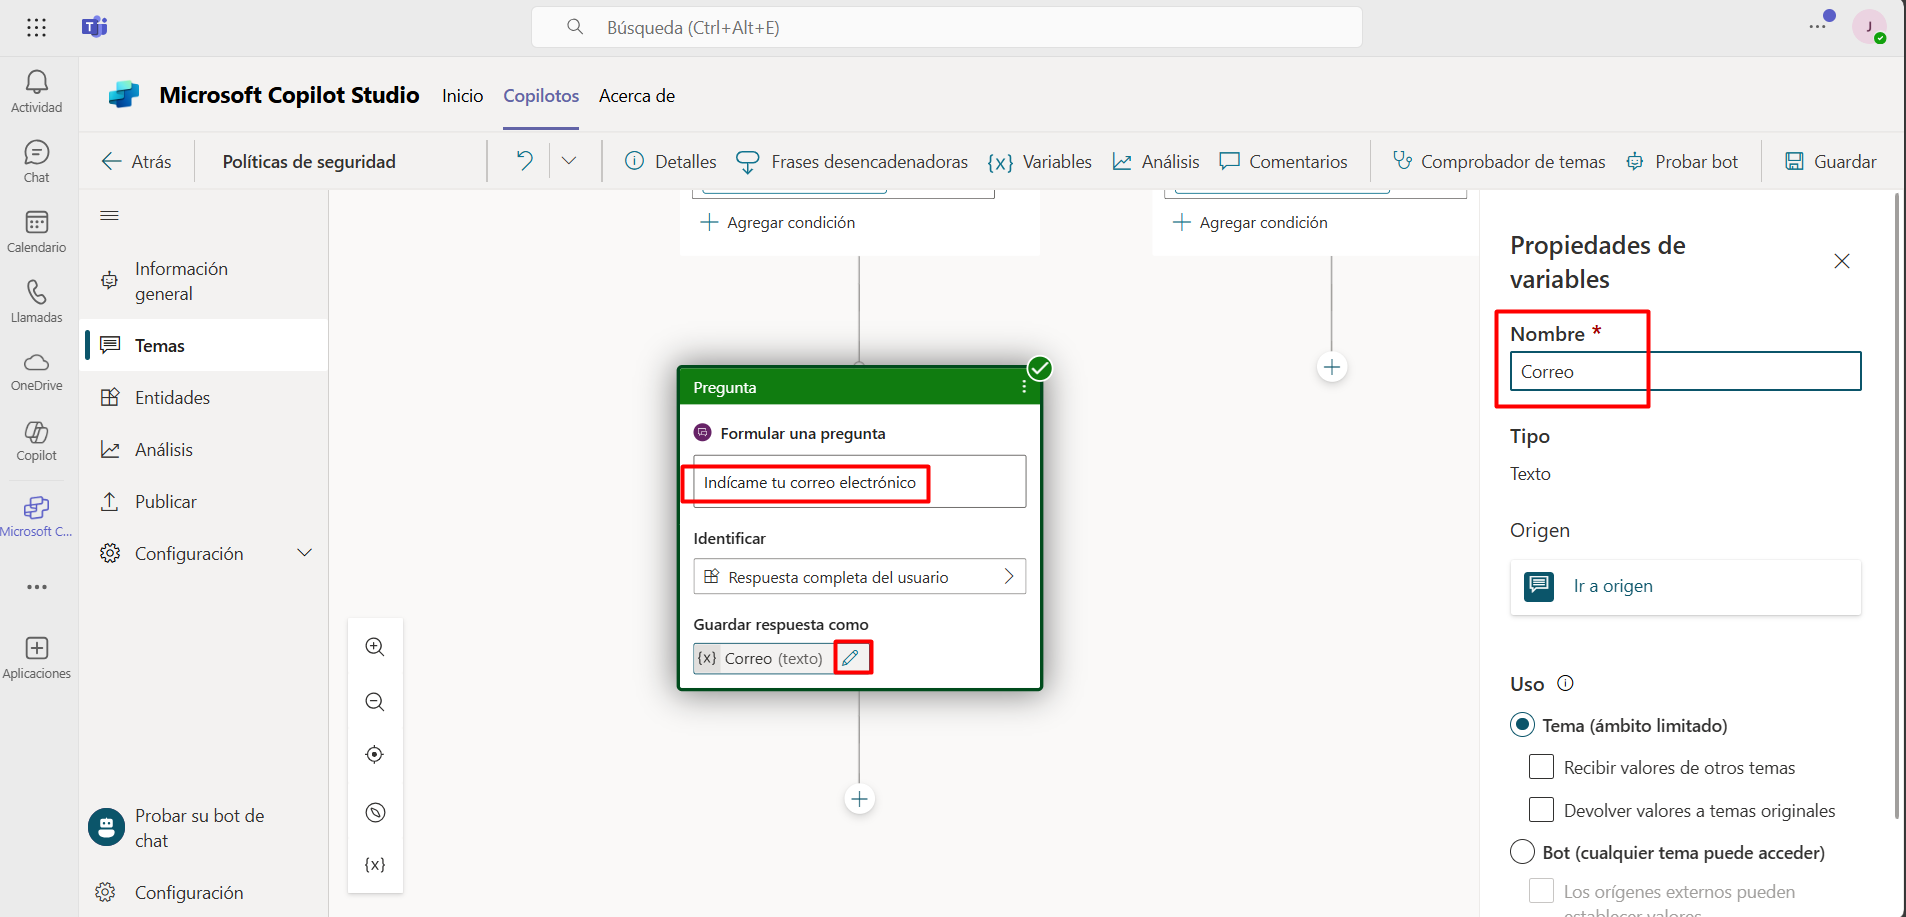 Búsqueda (Ctrl+Alt+E)
J
Actividad
Chat
Calendario
Llamadas
OneDrive
Copilot
Microsoft C...
Aplicaciones
Microsoft Copilot Studio
Inicio
Copilotos
Acerca de
Atrás
Políticas de seguridad
Detalles
Frases desencadenadoras
{x} Variables
Análisis
Comentarios
Comprobador de temas
Probar bot
Guardar
Información
general
Temas
Entidades
Análisis
Publicar
Configuración
Probar su bot de
chat
Configuración
Agregar condición
Agregar condición
Pregunta
Formular una pregunta
Indícame tu correo electrónico
Identificar
Respuesta completa del usuario
Guardar respuesta como
{x} Correo (texto)
{x}
Propiedades de
variables
Nombre *
Correo
Tipo
Texto
Origen
Ir a origen
Uso
Tema (ámbito limitado)
Recibir valores de otros temas
Devolver valores a temas originales
Bot (cualquier tema puede acceder)
Los orígenes externos pueden
establecer valores